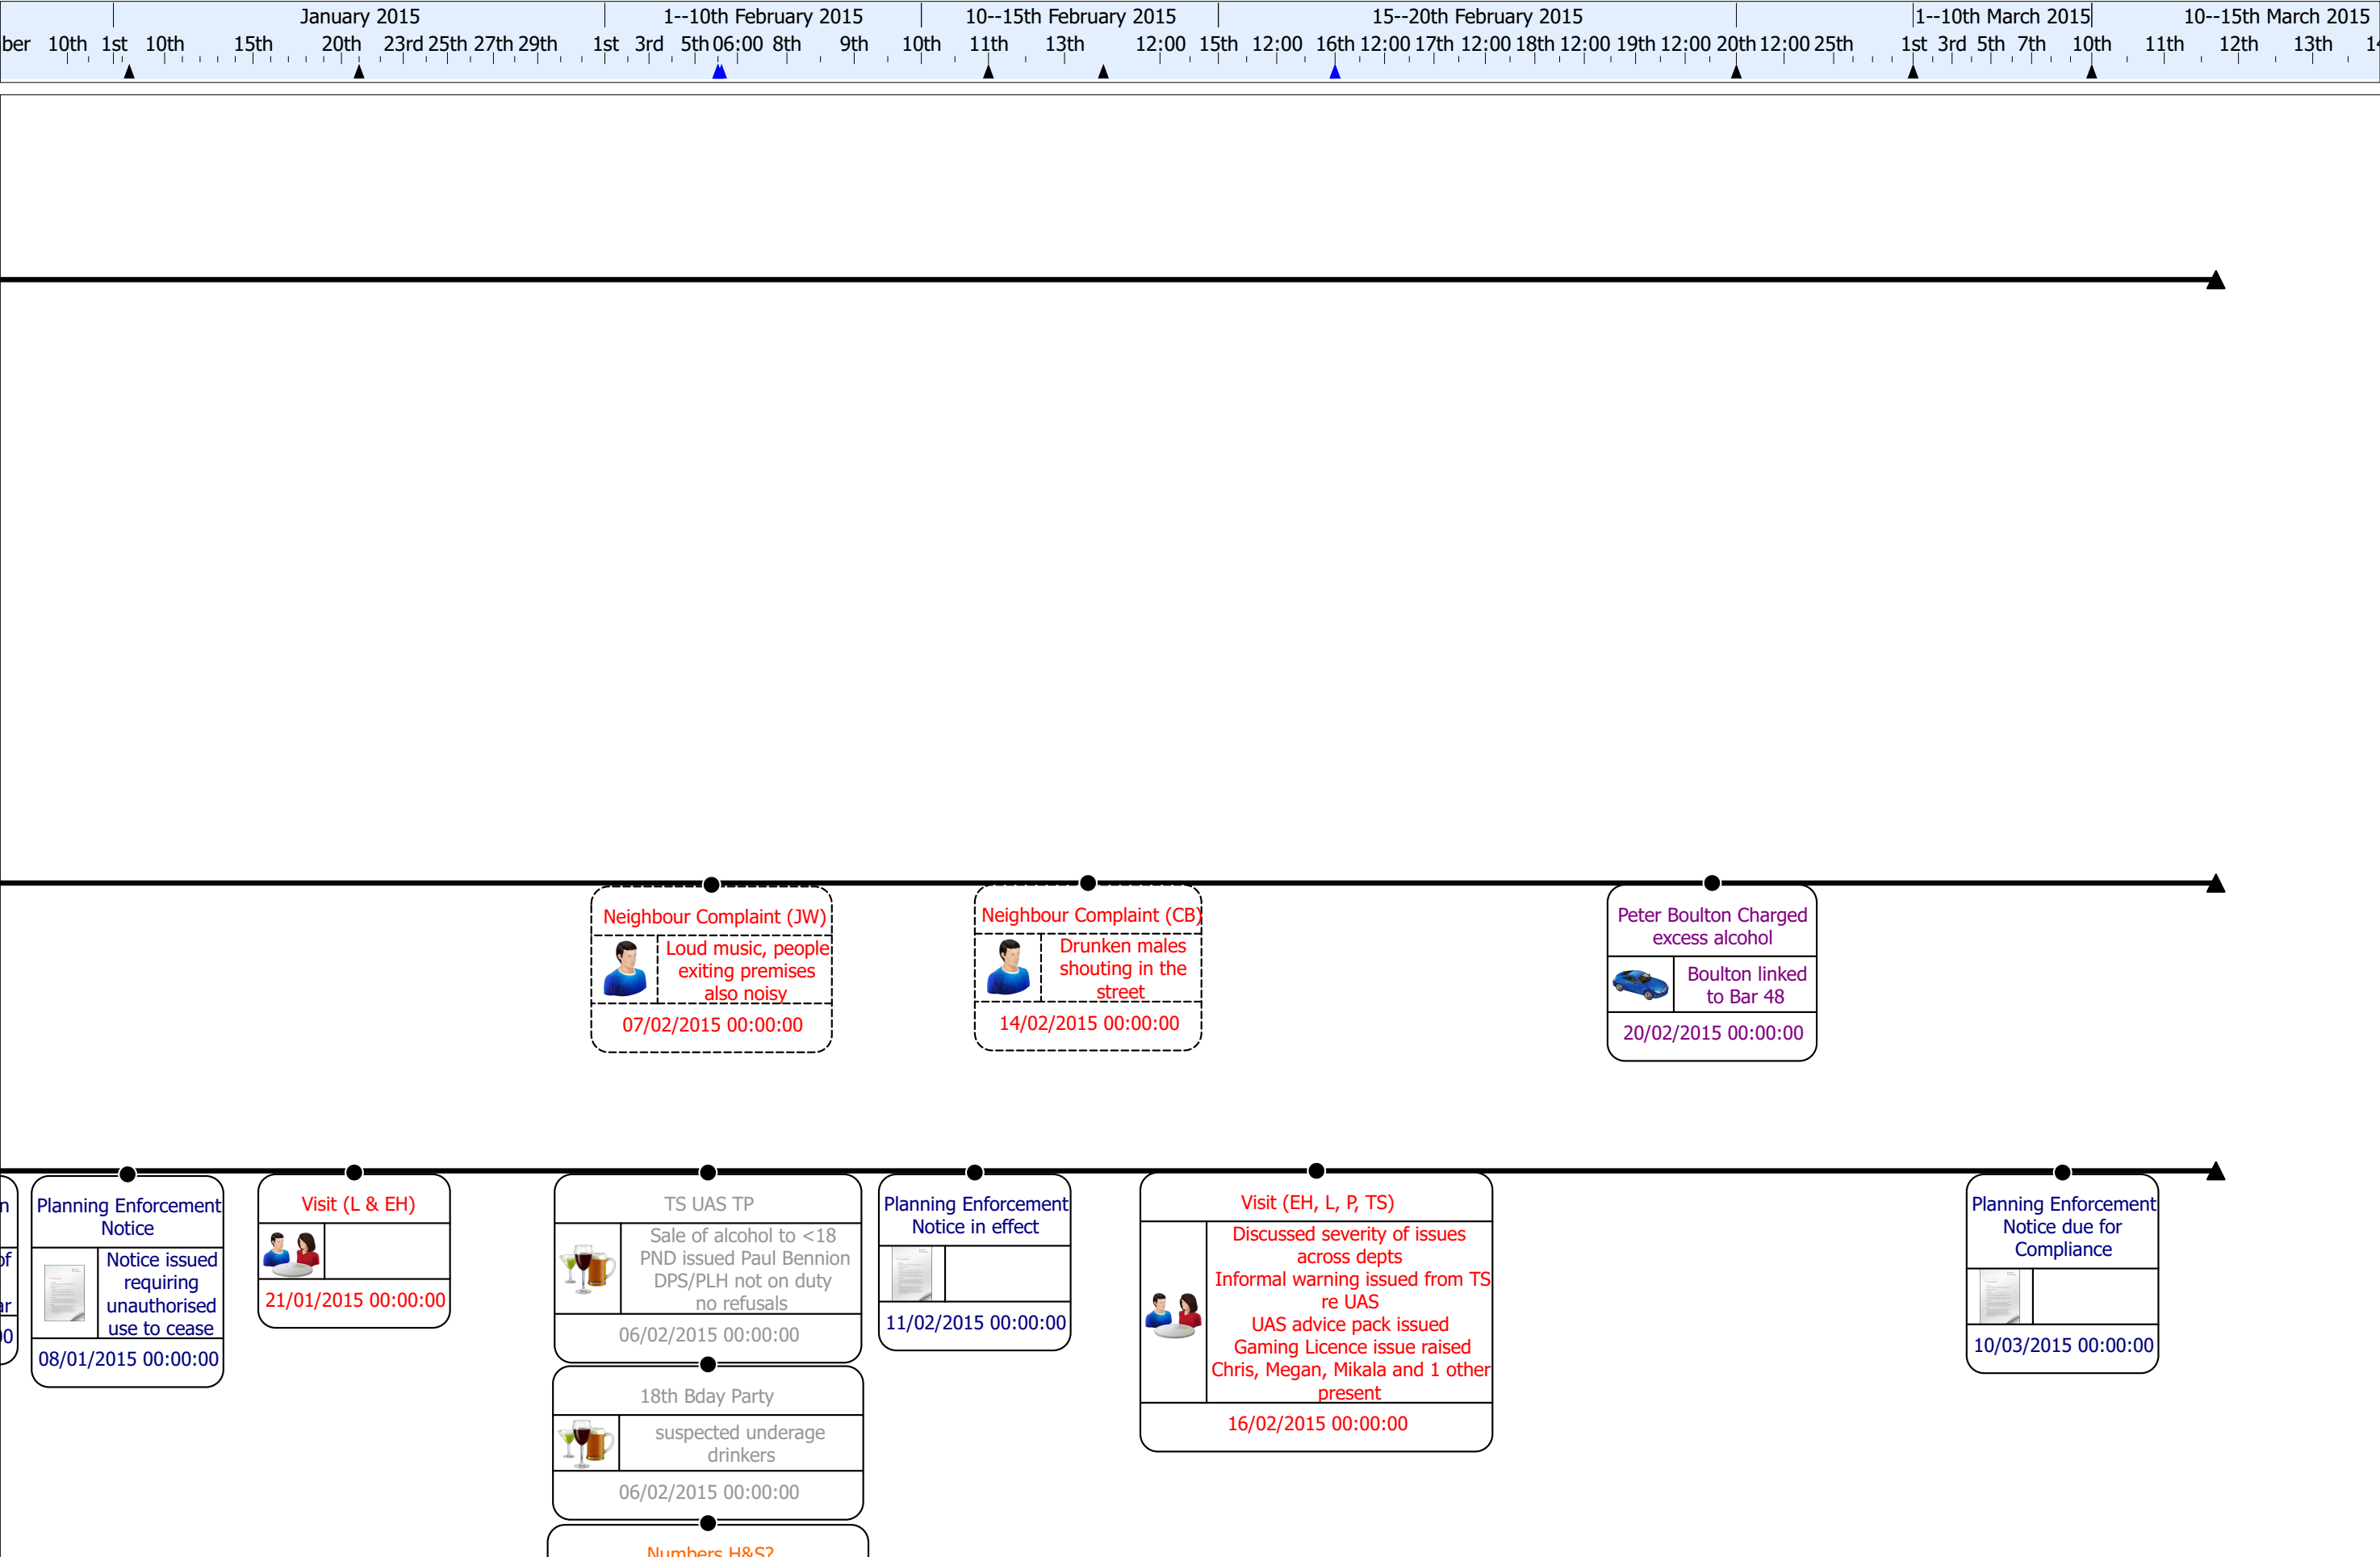 January 2015
1--10th February 2015
10--15th February 2015
15--20th February 2015
1--10th March 2015
10--15th March 2015
ber 10th 1st 10th 15th 20th 23rd 25th 27th 29th 1st 3rd 5th 06:00 8th 9th 10th 11th 13th 12:00 15th 12:00 16th 12:00 17th 12:00 18th 12:00 19th 12:00 20th 12:00 25th 1st 3rd 5th 7th 10th 11th 12th 13th 14
Neighbour Complaint (JW)
Loud music, people
exiting premises
also noisy
07/02/2015 00:00:00
Neighbour Complaint (CB)
Drunken males
shouting in the
street
14/02/2015 00:00:00
Peter Boulton Charged
excess alcohol
Boulton linked
to Bar 48
20/02/2015 00:00:00
n
of
ar
00
Planning Enforcement
Notice
Notice issued
requiring
unauthorised
use to cease
08/01/2015 00:00:00
Visit (L & EH)
21/01/2015 00:00:00
TS UAS TP
Sale of alcohol to <18
PND issued Paul Bennion
DPS/PLH not on duty
no refusals
06/02/2015 00:00:00
18th Bday Party
suspected underage
drinkers
06/02/2015 00:00:00
Numbers H&S?
Planning Enforcement
Notice in effect
11/02/2015 00:00:00
Visit (EH, L, P, TS)
Discussed severity of issues
across depts
Informal warning issued from TS
re UAS
UAS advice pack issued
Gaming Licence issue raised
Chris, Megan, Mikala and 1 other
present
16/02/2015 00:00:00
Planning Enforcement
Notice due for
Compliance
10/03/2015 00:00:00